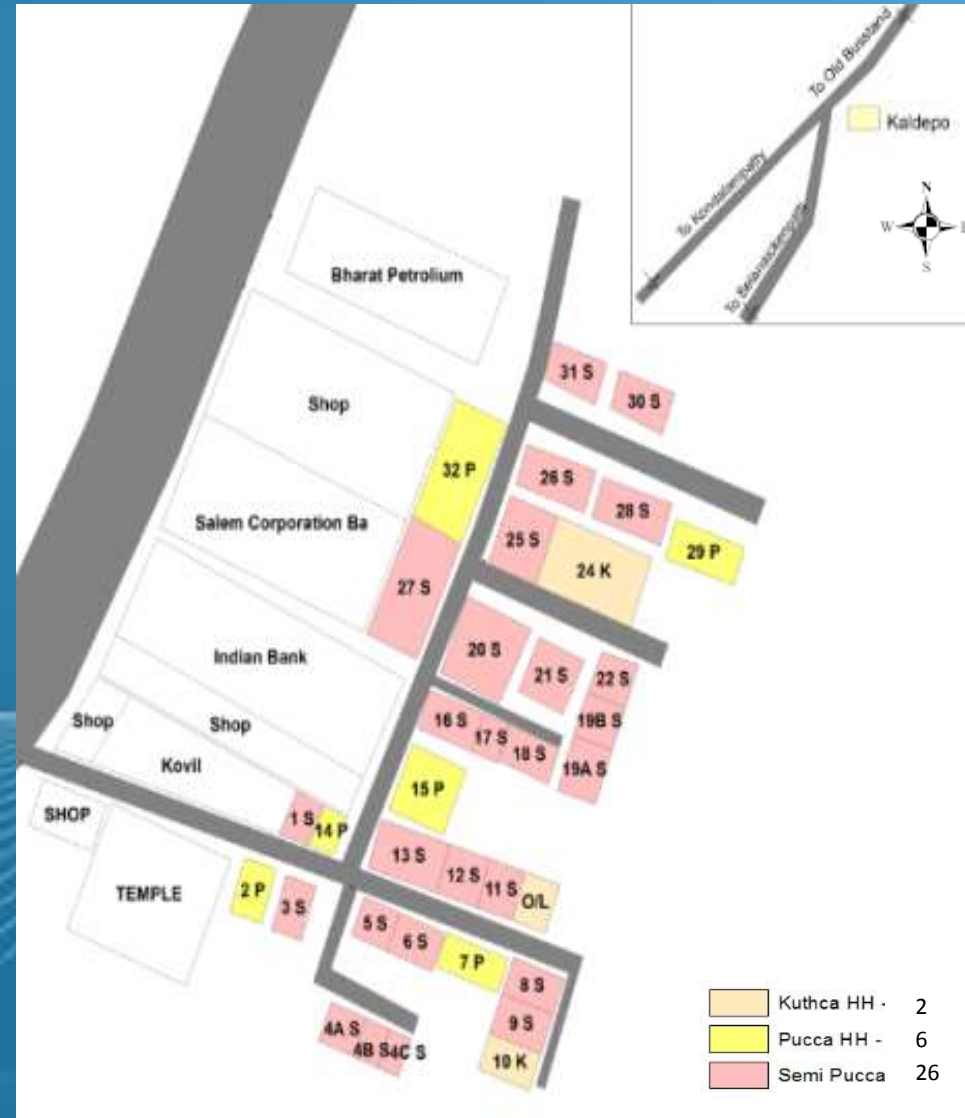 To Old Busstand
Kaldepo
To Kondalampatty
N
W
S
Bharat Petrolium
31 S
30 S
Shop
32 P
26 S
28 S
Salem Corporation Ba
25 S
29 P
24 K
27 S
20 S
Indian Bank
21 S
22 S
Shop
Shop
16 S
19B S
17 S
18 S
Kovil
19A S
15 P
SHOP
1 S
14 P
13 S
12 S
11 S
O/L
TEMPLE
2 P
3 S
5 S
6 S
7 P
8 S
9 S
4A S
4B S
4C S
10 K
Kuthca HH - 2
Pucca HH - 6
Semi Pucca 26